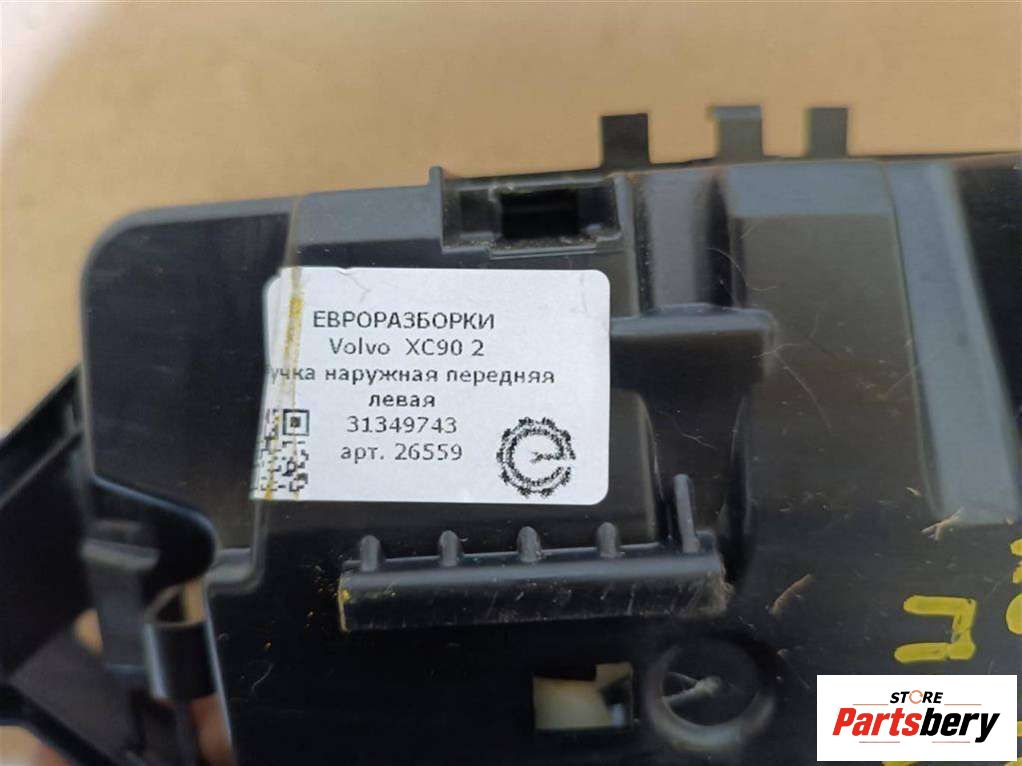 ЕВРОРАЗБОРКИ
Volvo XC90 2
учка наружная передняя
левая
31349743
арт. 26559
П
STORE
Partsbery